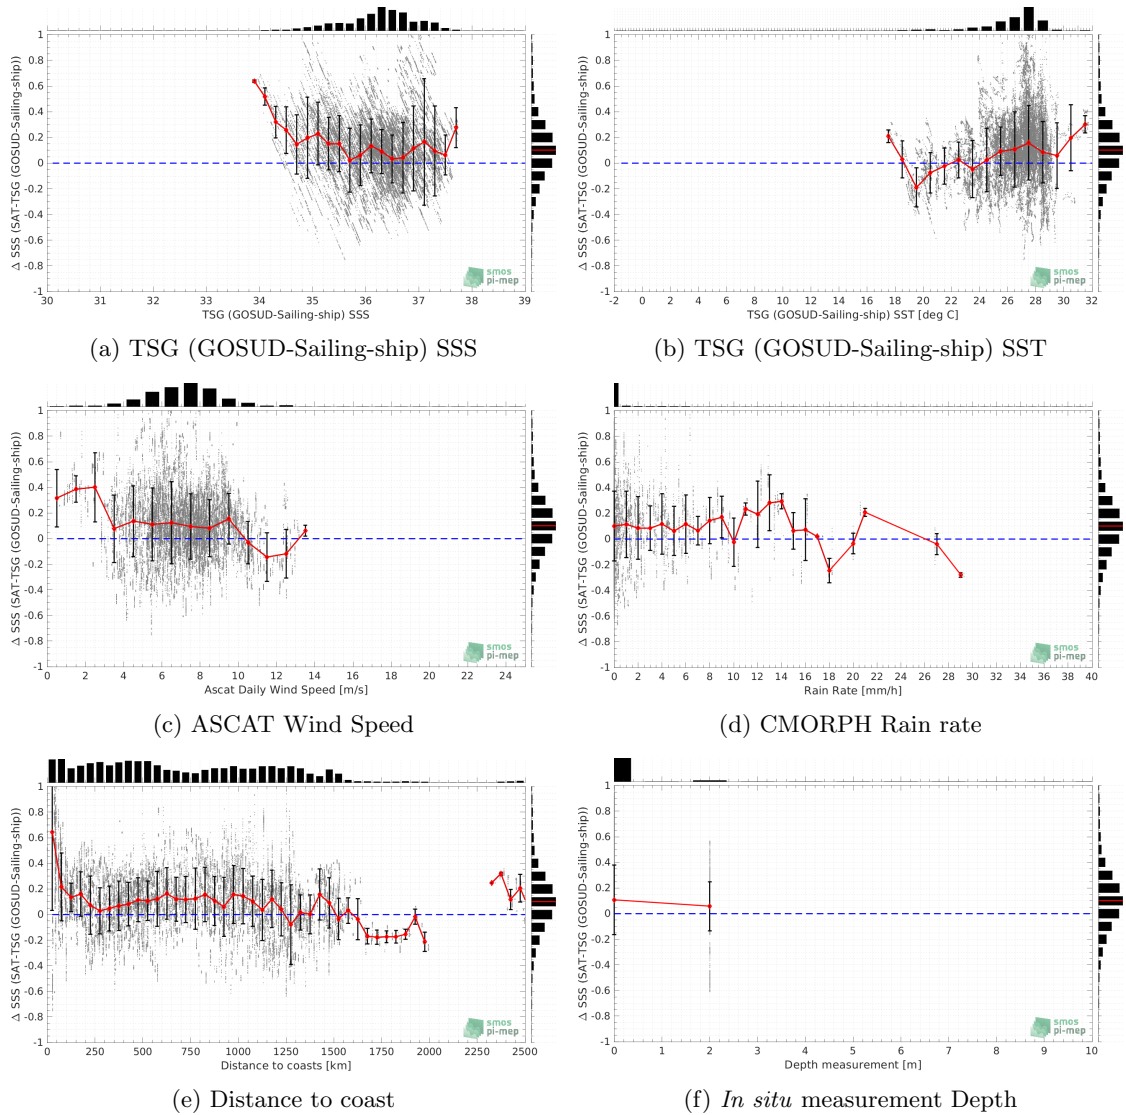 1
0.8
0.6
0.4
0.2
0
-0.2
-0.4
-0.6
-0.8
-1
Δ SSS (SAT-TSG (GOSUD-Sailing-ship))
30 31 32 33 34 35 36 37 38 39
TSG (GOSUD-Sailing-ship) SSS
smos
pi-mep
(a) TSG (GOSUD-Sailing-ship) SSS
1
0.8
0.6
0.4
0.2
0
-0.2
-0.4
-0.6
-0.8
-1
Δ SSS (SAT-TSG (GOSUD-Sailing-ship))
-2 0 2 4 6 8 10 12 14 16 18 20 22 24 26 28 30 32
TSG (GOSUD-Sailing-ship) SST [deg C]
smos
pi-mep
(b) TSG (GOSUD-Sailing-ship) SST
1
0.8
0.6
0.4
0.2
0
-0.2
-0.4
-0.6
-0.8
-1
Δ SSS (SAT-TSG (GOSUD-Sailing-ship))
0 2 4 6 8 10 12 14 16 18 20 22 24
Ascat Daily Wind Speed [m/s]
smos
pi-mep
(c) ASCAT Wind Speed
1
0.8
0.6
0.4
0.2
0
-0.2
-0.4
-0.6
-0.8
-1
Δ SSS (SAT-TSG (GOSUD-Sailing-ship))
0 2 4 6 8 10 12 14 16 18 20 22 24 26 28 30 32 34 36 38 40
Rain Rate [mm/h]
smos
pi-mep
(d) CMORPH Rain rate
1
0.8
0.6
0.4
0.2
0
-0.2
-0.4
-0.6
-0.8
-1
Δ SSS (SAT-TSG (GOSUD-Sailing-ship))
0 250 500 750 1000 1250 1500 1750 2000 2250 2500
Distance to coasts [km]
smos
pi-mep
(e) Distance to coast
1
0.8
0.6
0.4
0.2
0
-0.2
-0.4
-0.6
-0.8
-1
Δ SSS (SAT-TSG (GOSUD-Sailing-ship))
0 1 2 3 4 5 6 7 8 9 10
Depth measurement [m]
smos
pi-mep
(f) In situ measurement Depth